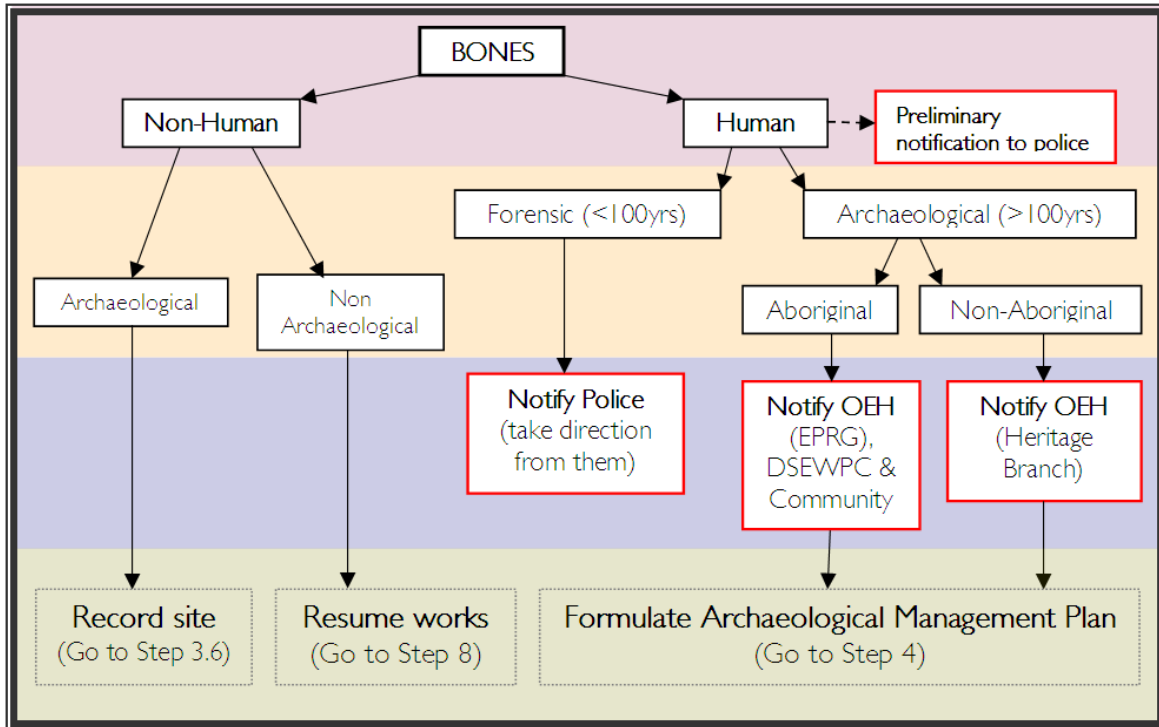 BONES
Non-Human
Human
Preliminary
notification to police
Forensic (<100yrs)
Archaeological (>100yrs)
Archaeological
Non
Archaeological
Aboriginal
Non-Aboriginal
Notify Police
(take direction
from them)
Notify OEH
(EPRG),
DSEWPC &
Community
Notify OEH
(Heritage
Branch)
Record site
(Go to Step 3.6)
Resume works
(Go to Step 8)
Formulate Archaeological Management Plan
(Go to Step 4)